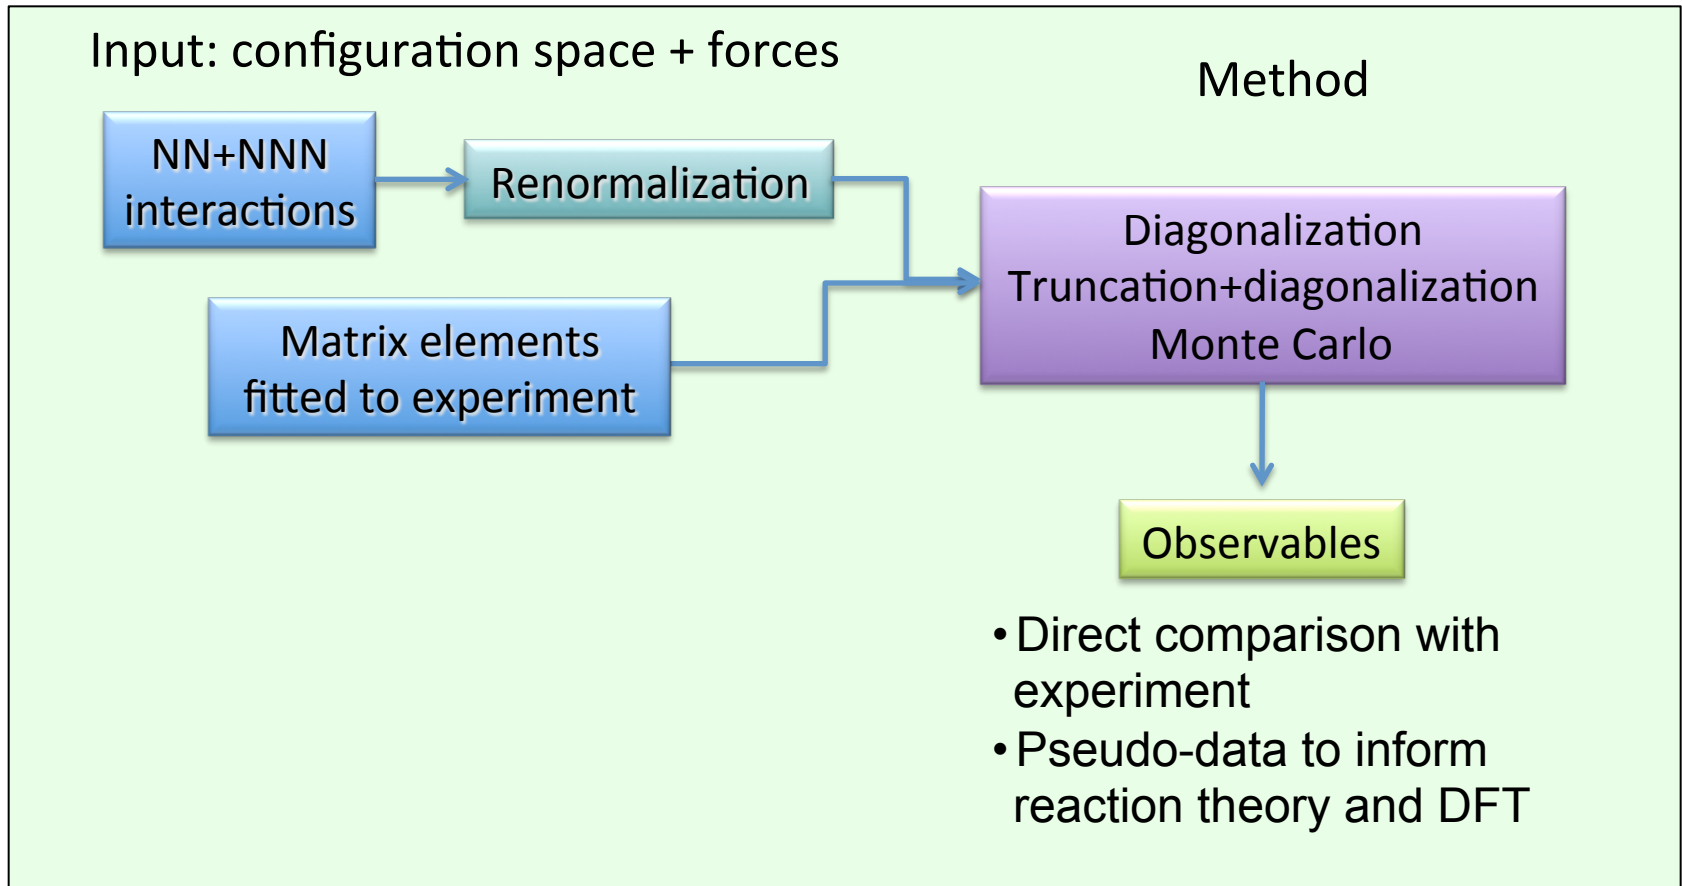 Input: configuration space + forces
Method
NN+NNN
interactions
Renormalization
Matrix elements
fitted to experiment
Diagonalization
Truncation+diagonalization
Monte Carlo
Observables
• Direct comparison with
experiment
• Pseudo-data to inform
reaction theory and DFT